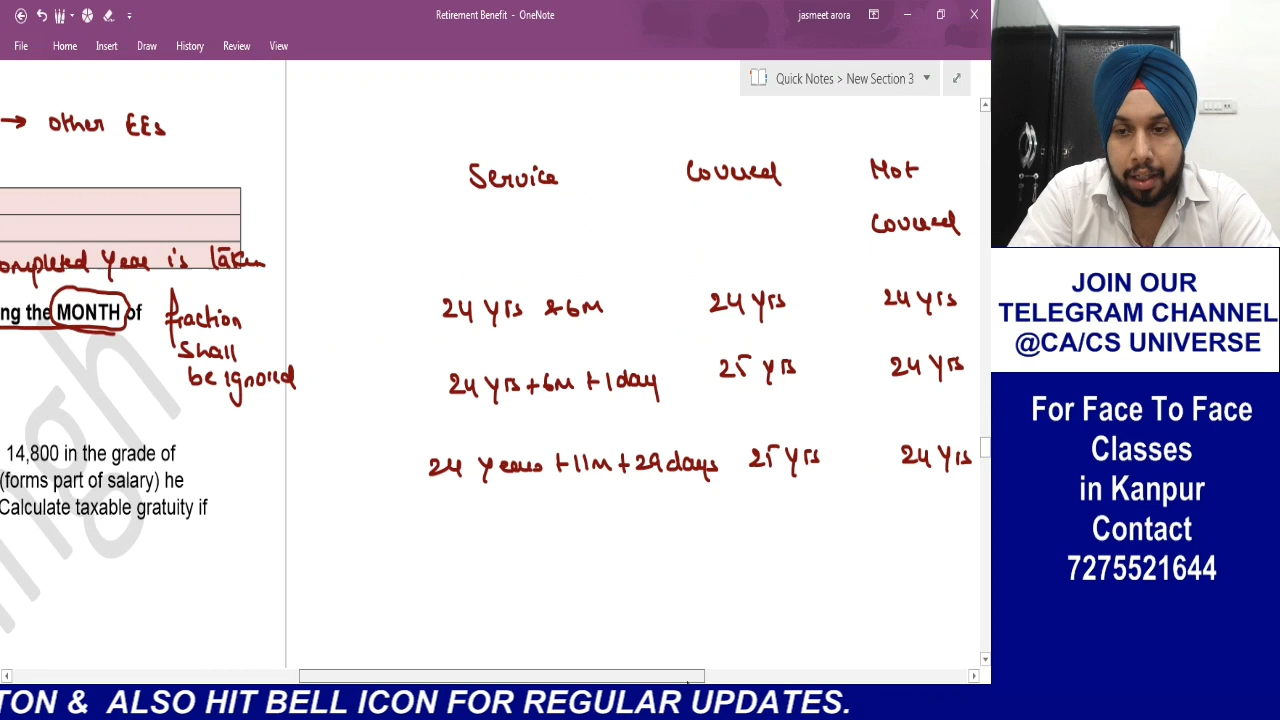 Retirement Benefit - OneNote
jasmeet arora
File Home Insert Draw History Review View
Quick Notes > New Section 3
→ other EEs
Service Covered Not
Covered
ompleted Year is taken
ng the MONTH of fraction
shall
be ignored
24 yrs & 6M 24 yrs 24 yrs
24 yrs + 6M + 1 day 25 yrs 24 yrs
24 years + 11M + 29 days 25 yrs 24 yrs
14,800 in the grade of
(forms part of salary) he
Calculate taxable gratuity if
ngh
JOIN OUR
TELEGRAM CHANNEL
@CA/CS UNIVERSE
For Face To Face
Classes
in Kanpur
Contact
7275521644
TON & ALSO HIT BELL ICON FOR REGULAR UPDATES.